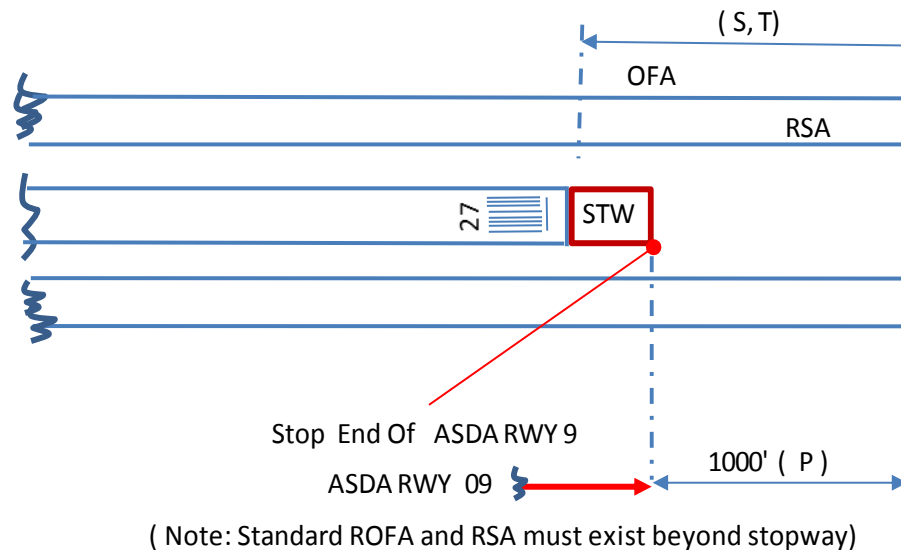 ( S, T)
OFA
RSA
27
STW
Stop End Of ASDA RWY 9
ASDA RWY 09
1000' ( P )
( Note: Standard ROFA and RSA must exist beyond stopway)